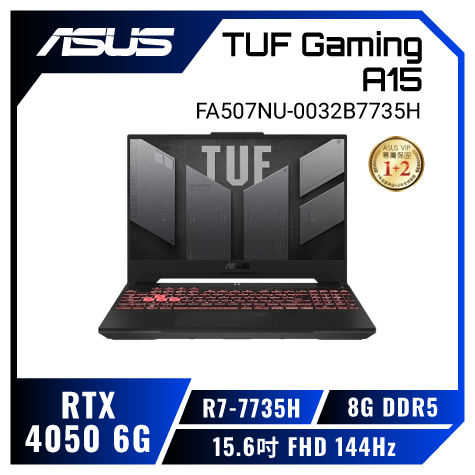 ASUS
TUF Gaming
A15
FA507NU-0032B7735H
TUF
ASUS
ASUS VIP
專屬保固
1+2
RTX
4050 6G
R7-7735H
8G DDR5
15.6吋 FHD 144Hz